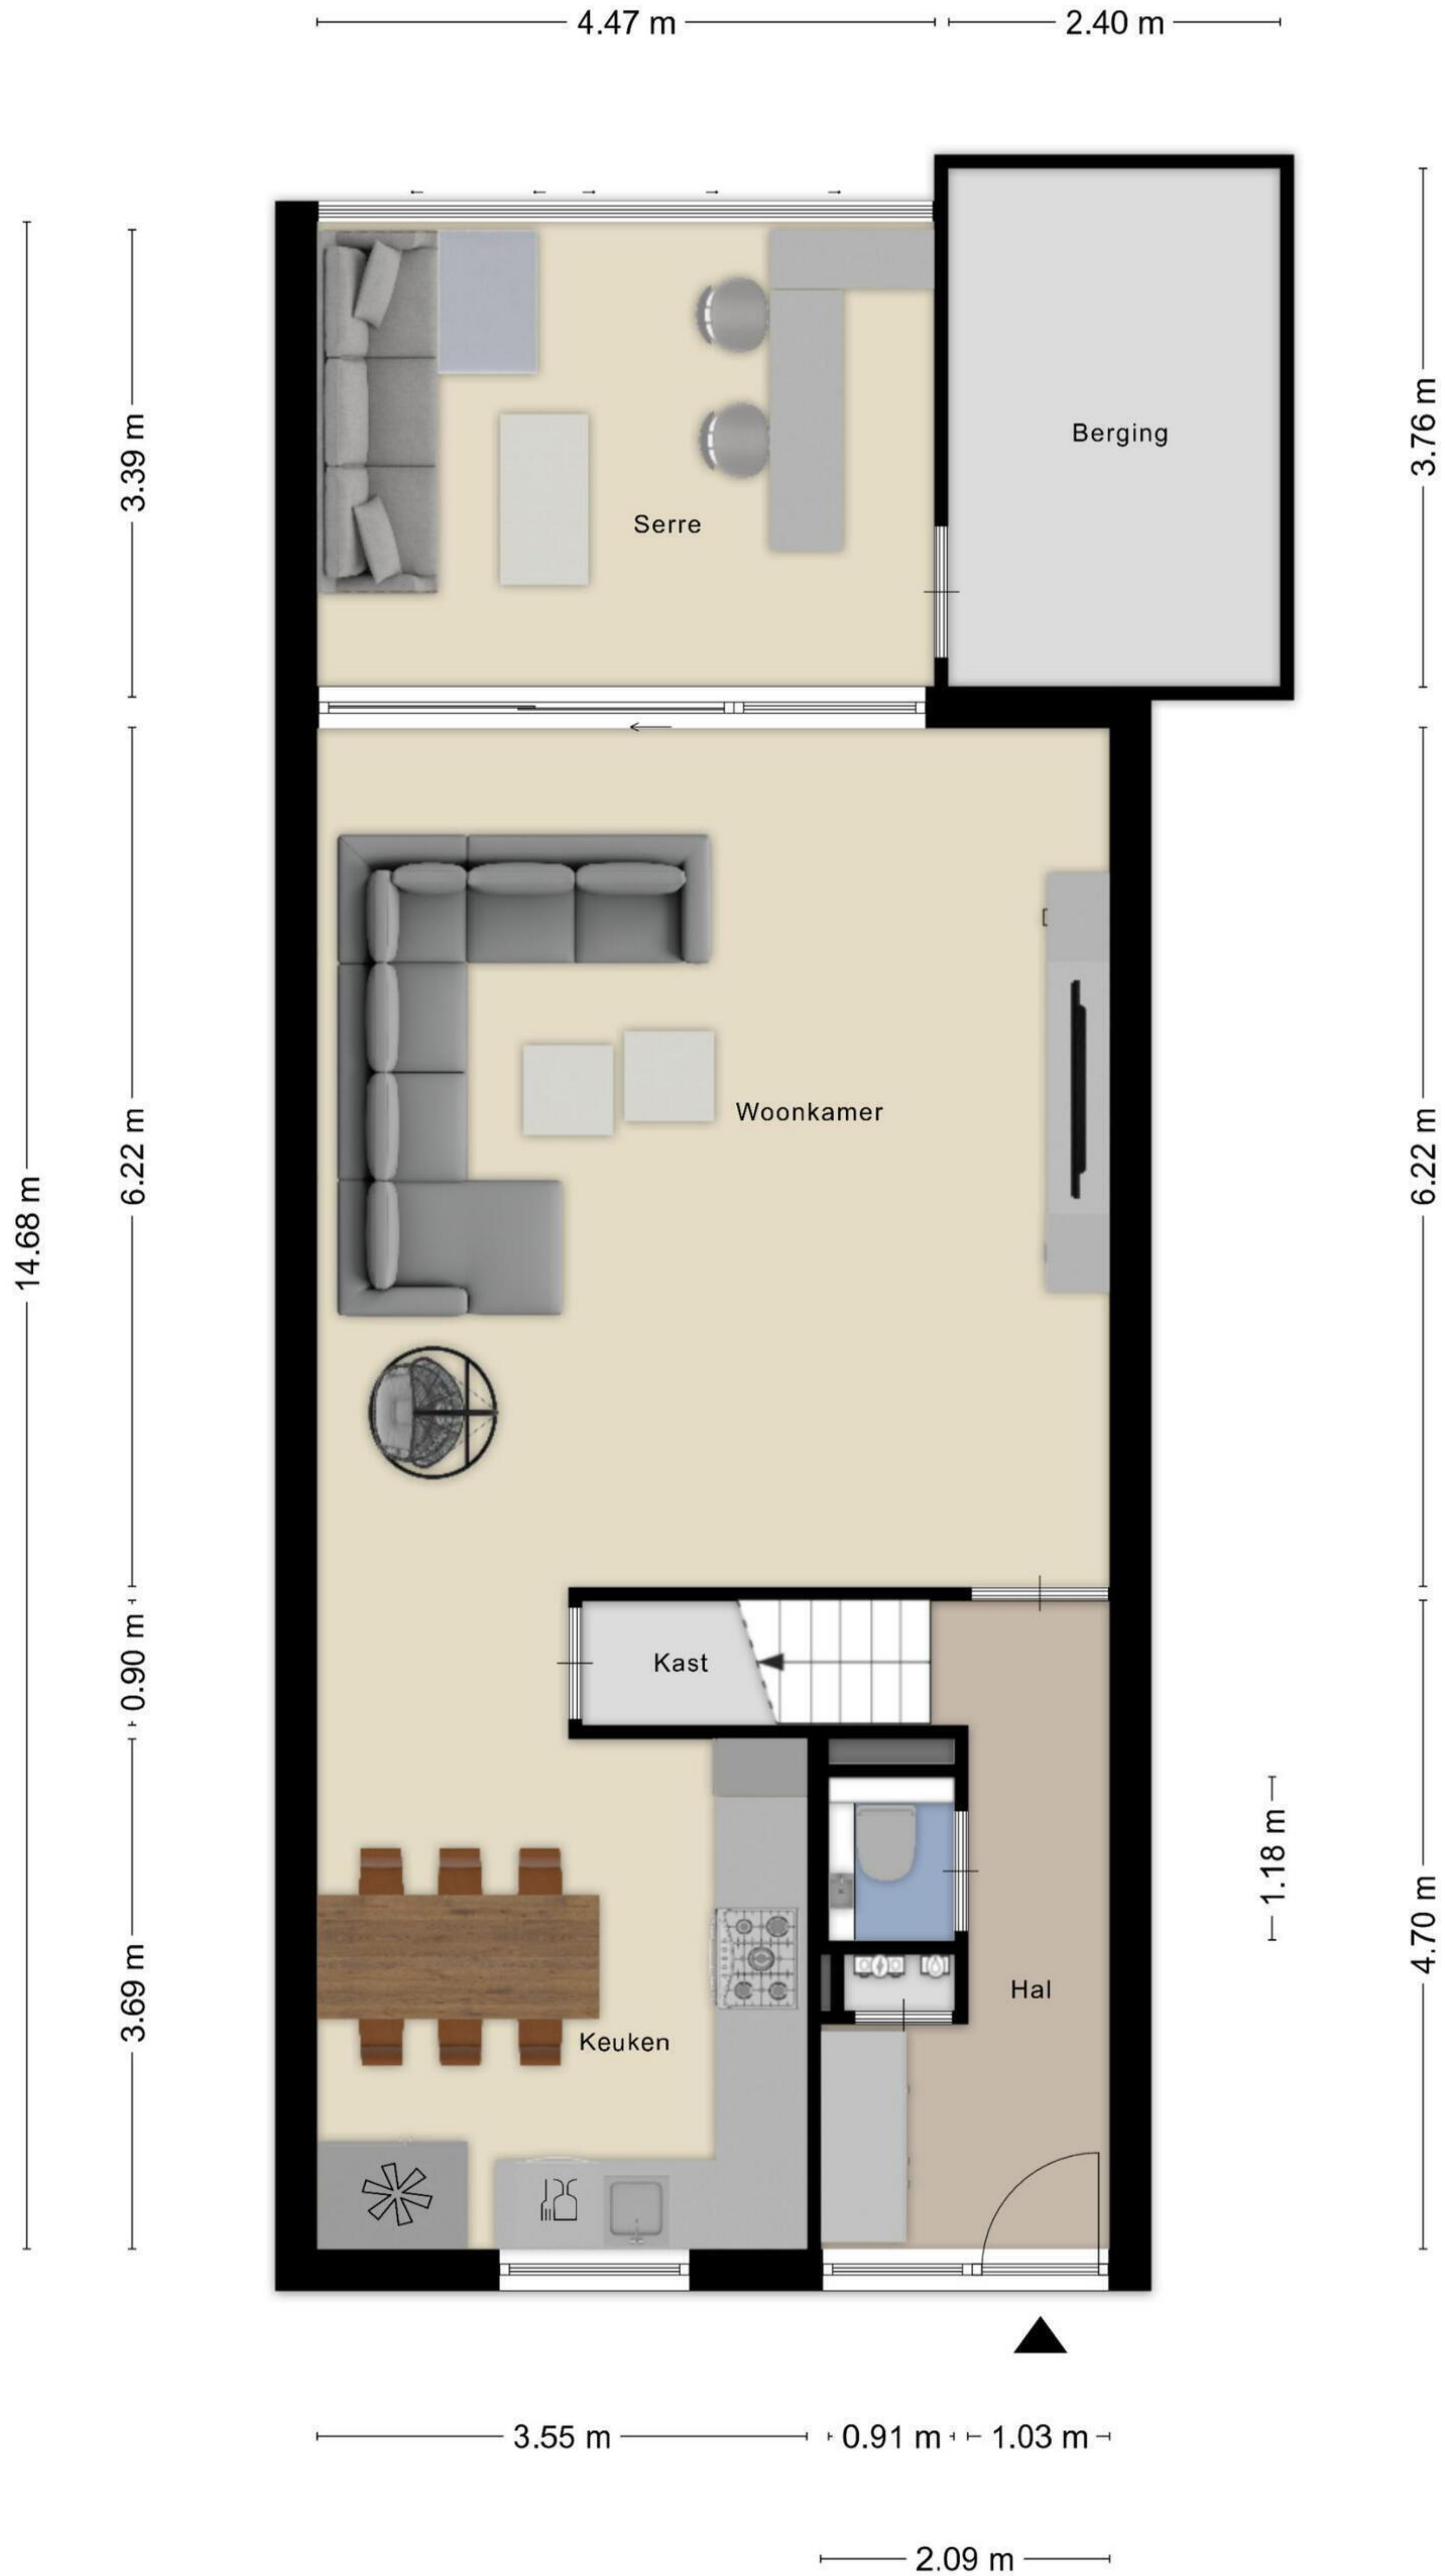 4.47 m
2.40 m
3.39 m
3.76 m
Berging
Serre
14.68 m
6.22 m
6.22 m
Woonkamer
0.90 m
Kast
1.18 m
3.69 m
4.70 m
Hal
Keuken
3.55 m
0.91 m
1.03 m
2.09 m